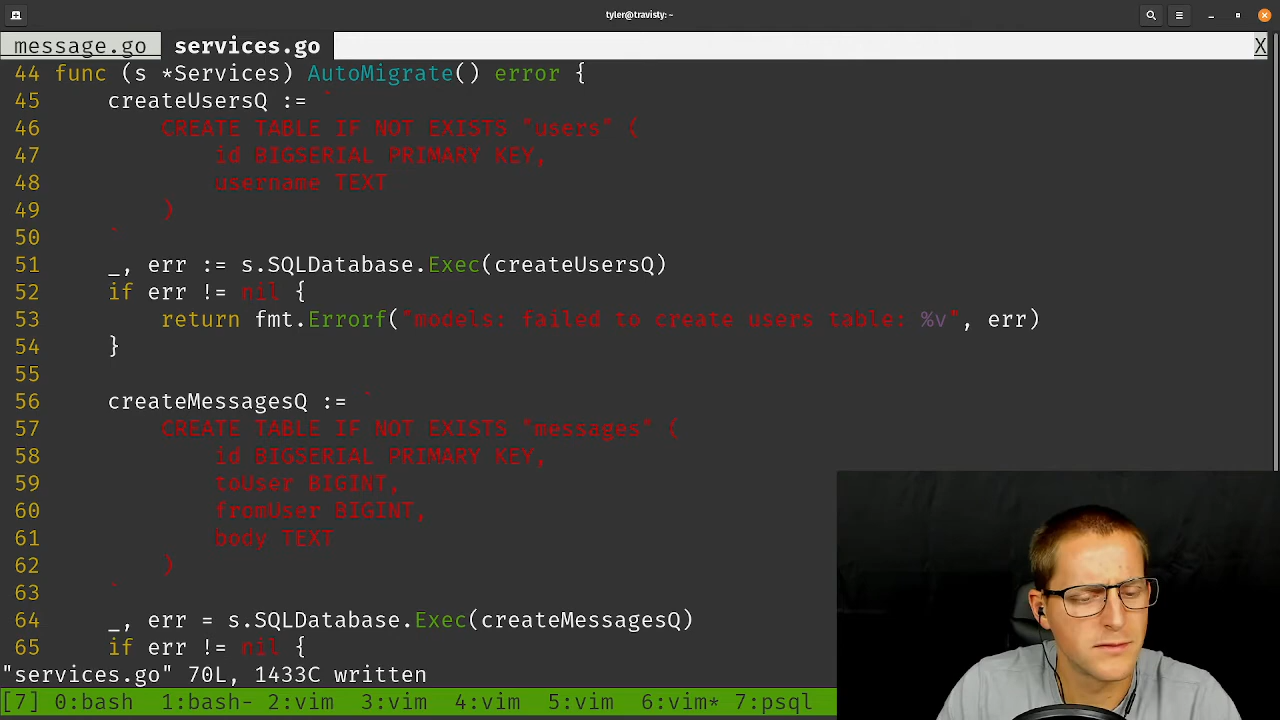 tyler@travisty: ~
message.go services.go X
44 func (s *Services) AutoMigrate() error {
45 createUsersQ := `
46 CREATE TABLE IF NOT EXISTS "users" (
47 id BIGSERIAL PRIMARY KEY,
48 username TEXT
49 )
50 `
51 _, err := s.SQLDatabase.Exec(createUsersQ)
52 if err != nil {
53 return fmt.Errorf("models: failed to create users table: %v", err)
54 }
55
56 createMessagesQ := `
57 CREATE TABLE IF NOT EXISTS "messages" (
58 id BIGSERIAL PRIMARY KEY,
59 toUser BIGINT,
60 fromUser BIGINT,
61 body TEXT
62 )
63 `
64 _, err = s.SQLDatabase.Exec(createMessagesQ)
65 if err != nil {
"services.go" 70L, 1433C written
[7] 0:bash 1:bash- 2:vim 3:vim 4:vim 5:vim 6:vim* 7:psql